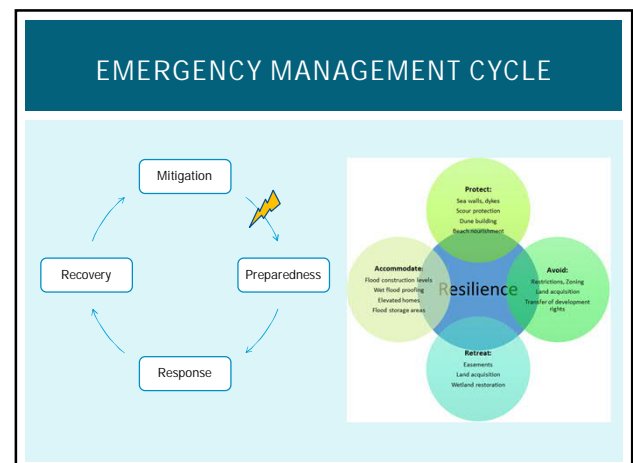 EMERGENCY MANAGEMENT CYCLE
Mitigation
Preparedness
Response
Recovery
Protect:
Sea walls, dykes
Scour protection
Dune building
Beach nourishment
Accommodate:
Flood construction levels
Wet flood proofing
Elevated homes
Flood storage areas
Resilience
Avoid:
Restrictions, Zoning
Land acquisition
Transfer of development
rights
Retreat:
Easements
Land acquisition
Wetland restoration